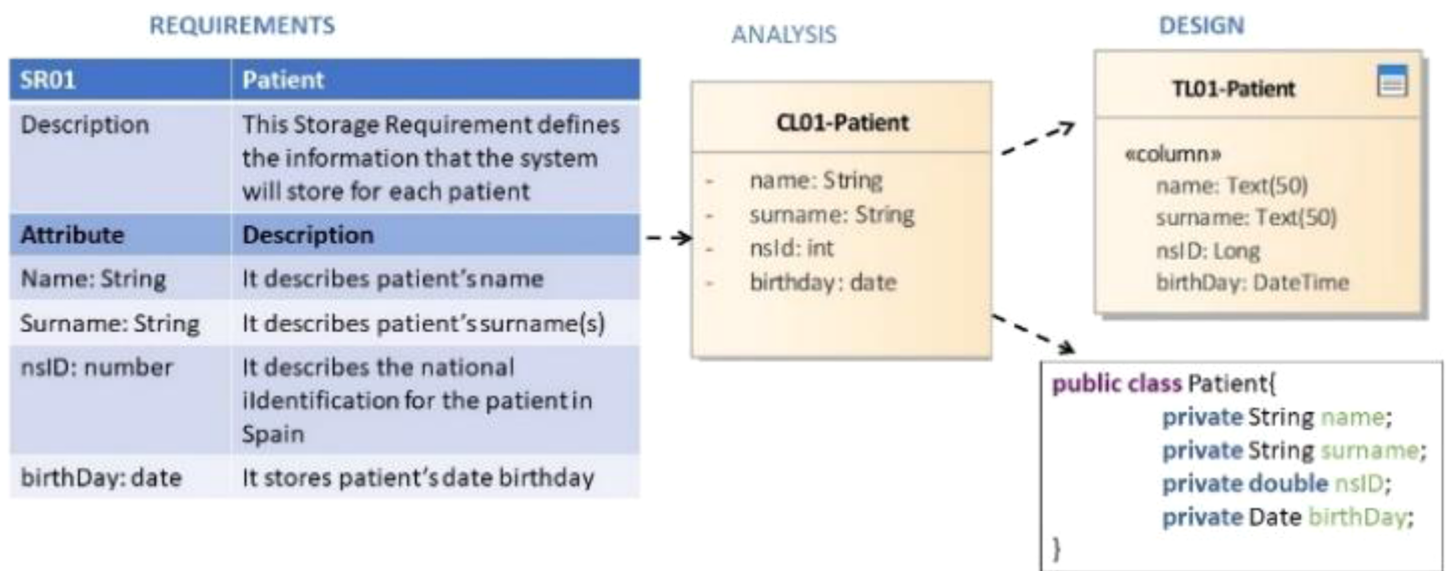 REQUIREMENTS
SR01 Patient
Description This Storage Requirement defines
the information that the system
will store for each patient
Attribute Description
Name: String It describes patient's name
Surname: String It describes patient's surname(s)
nsID: number It describes the national
iIdentification for the patient in
Spain
birthDay: date It stores patient's date birthday
ANALYSIS
CL01-Patient
- name: String
- surname: String
- nsId: int
- birthday: date
DESIGN
TL01-Patient
«column»
name: Text(50)
surname: Text(50)
nsID: Long
birthDay: DateTime
public class Patient{
private String name;
private String surname;
private double nsID;
private Date birthDay;
}